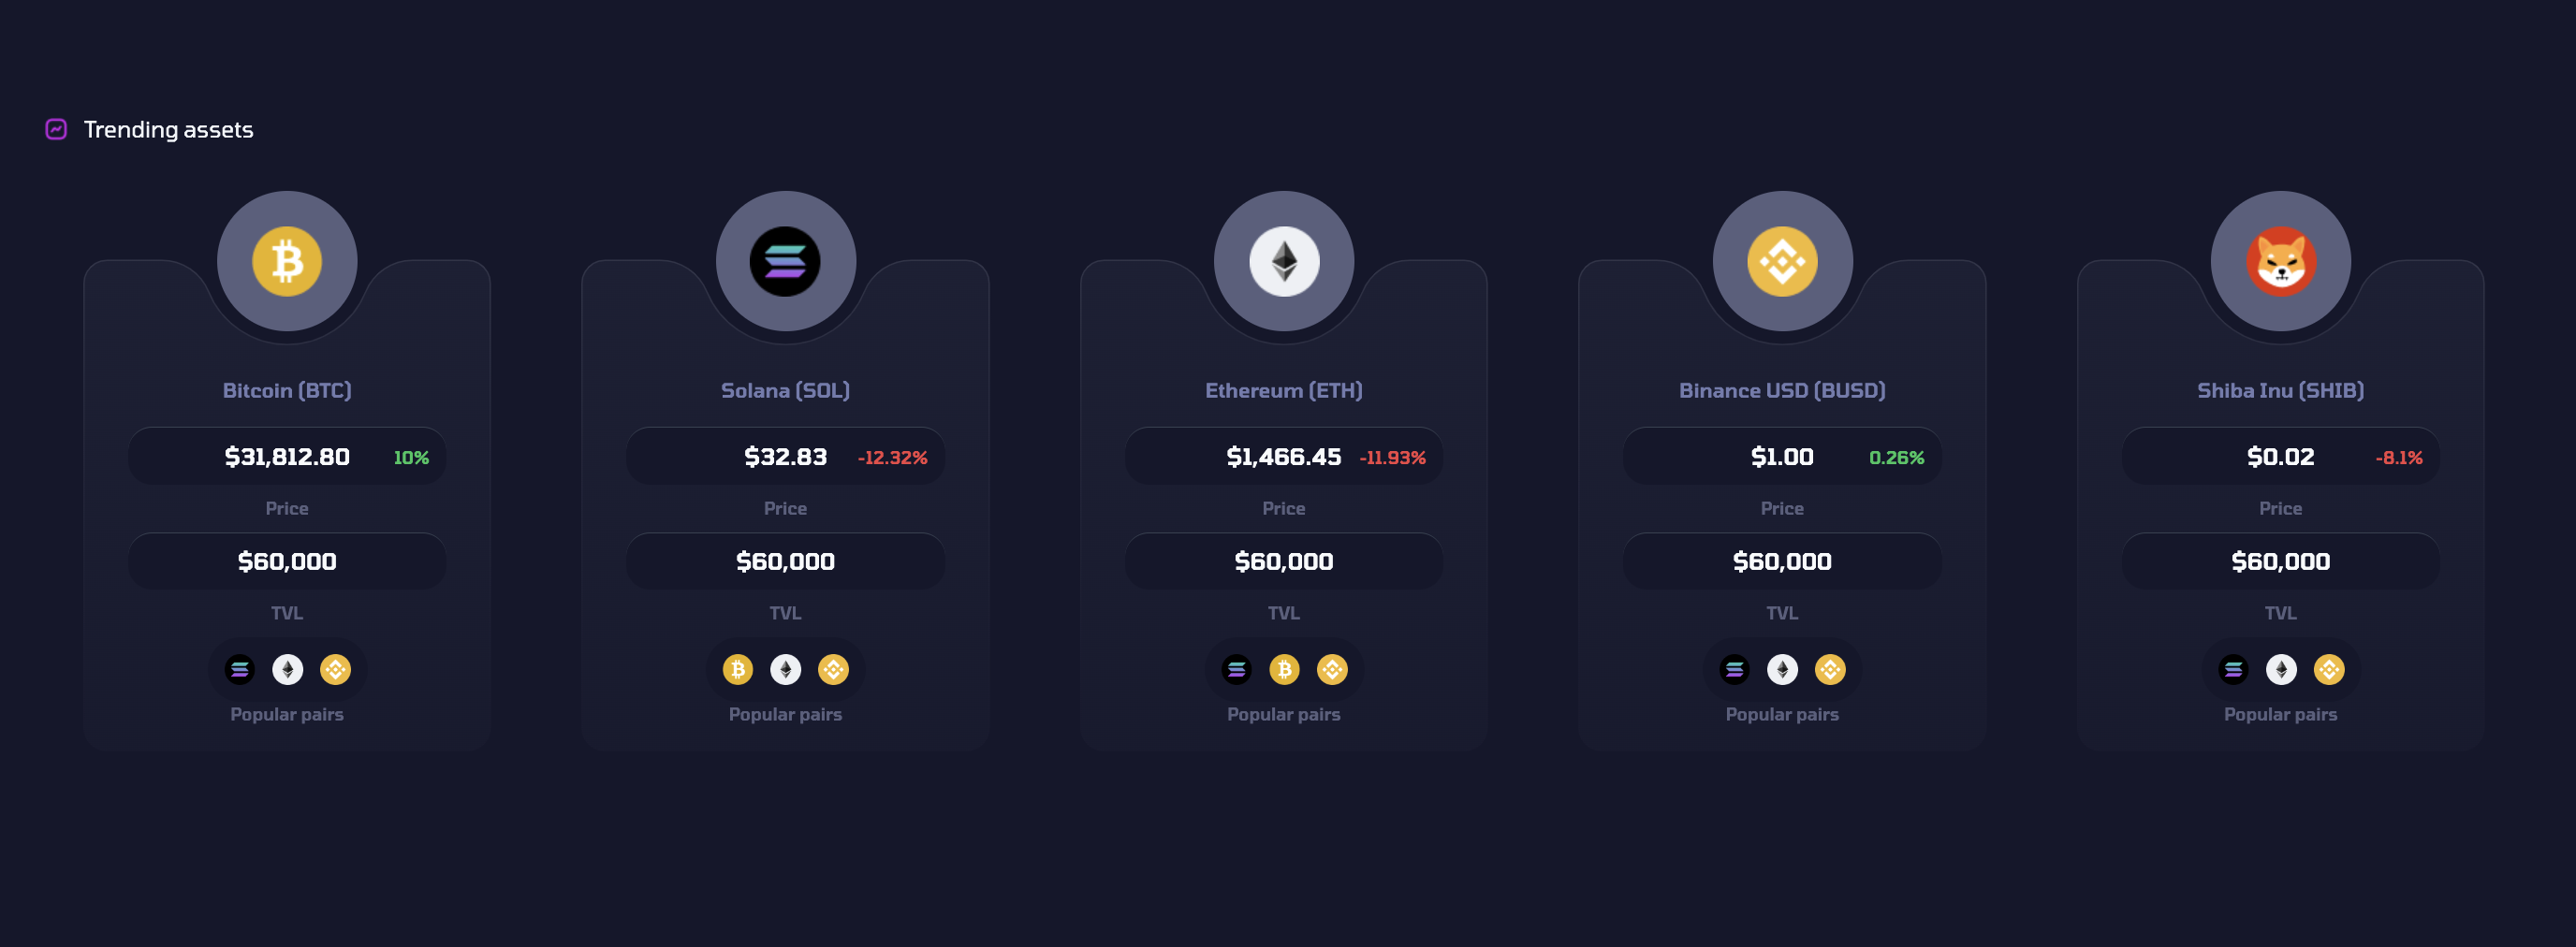 Trending assets
Bitcoin (BTC)
$31,812.80 10%
Price
$60,000
TVL
Popular pairs
Solana (SOL)
$32.83 -12.32%
Price
$60,000
TVL
Popular pairs
Ethereum (ETH)
$1,466.45 -11.93%
Price
$60,000
TVL
Popular pairs
Binance USD (BUSD)
$1.00 0.26%
Price
$60,000
TVL
Popular pairs
Shiba Inu (SHIB)
$0.02 -8.1%
Price
$60,000
TVL
Popular pairs